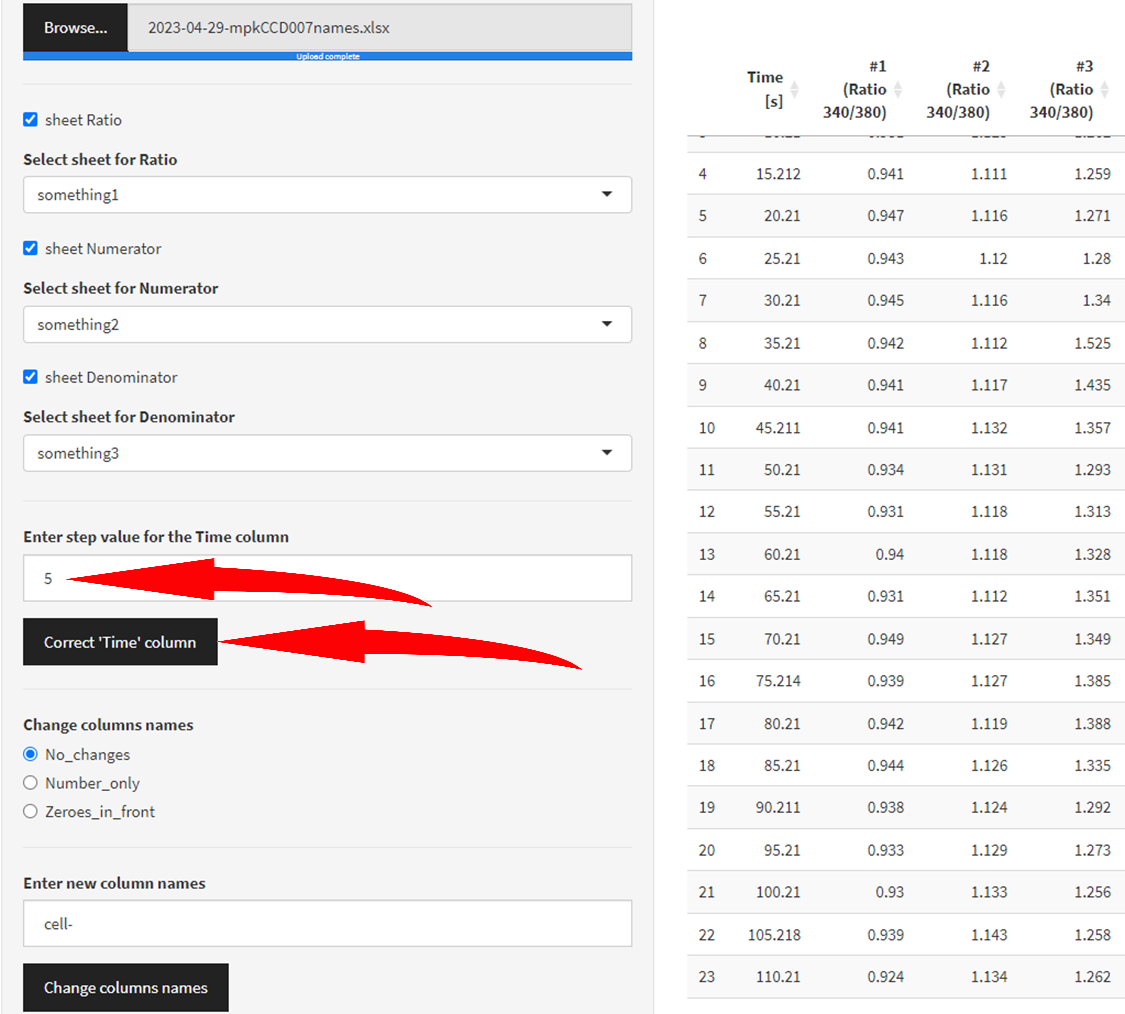 Browse...
2023-04-29-mpkCCD007names.xlsx
Upload complete
sheet Ratio
Select sheet for Ratio
something1
sheet Numerator
Select sheet for Numerator
something2
sheet Denominator
Select sheet for Denominator
something3
Enter step value for the Time column
5
Correct 'Time' column
Change columns names
No_changes
Number_only
Zeroes_in_front
Enter new column names
cell-
Change columns names
Time [s] #1 (Ratio 340/380) #2 (Ratio 340/380) #3 (Ratio 340/380)
4 15.212 0.941 1.111 1.259
5 20.21 0.947 1.116 1.271
6 25.21 0.943 1.12 1.28
7 30.21 0.945 1.116 1.34
8 35.21 0.942 1.112 1.525
9 40.21 0.941 1.117 1.435
10 45.211 0.941 1.132 1.357
11 50.21 0.934 1.131 1.293
12 55.21 0.931 1.118 1.313
13 60.21 0.94 1.118 1.328
14 65.21 0.931 1.112 1.351
15 70.21 0.949 1.127 1.349
16 75.214 0.939 1.127 1.385
17 80.21 0.942 1.119 1.388
18 85.21 0.944 1.126 1.335
19 90.211 0.938 1.124 1.292
20 95.21 0.933 1.129 1.273
21 100.21 0.93 1.133 1.256
22 105.218 0.939 1.143 1.258
23 110.21 0.924 1.134 1.262